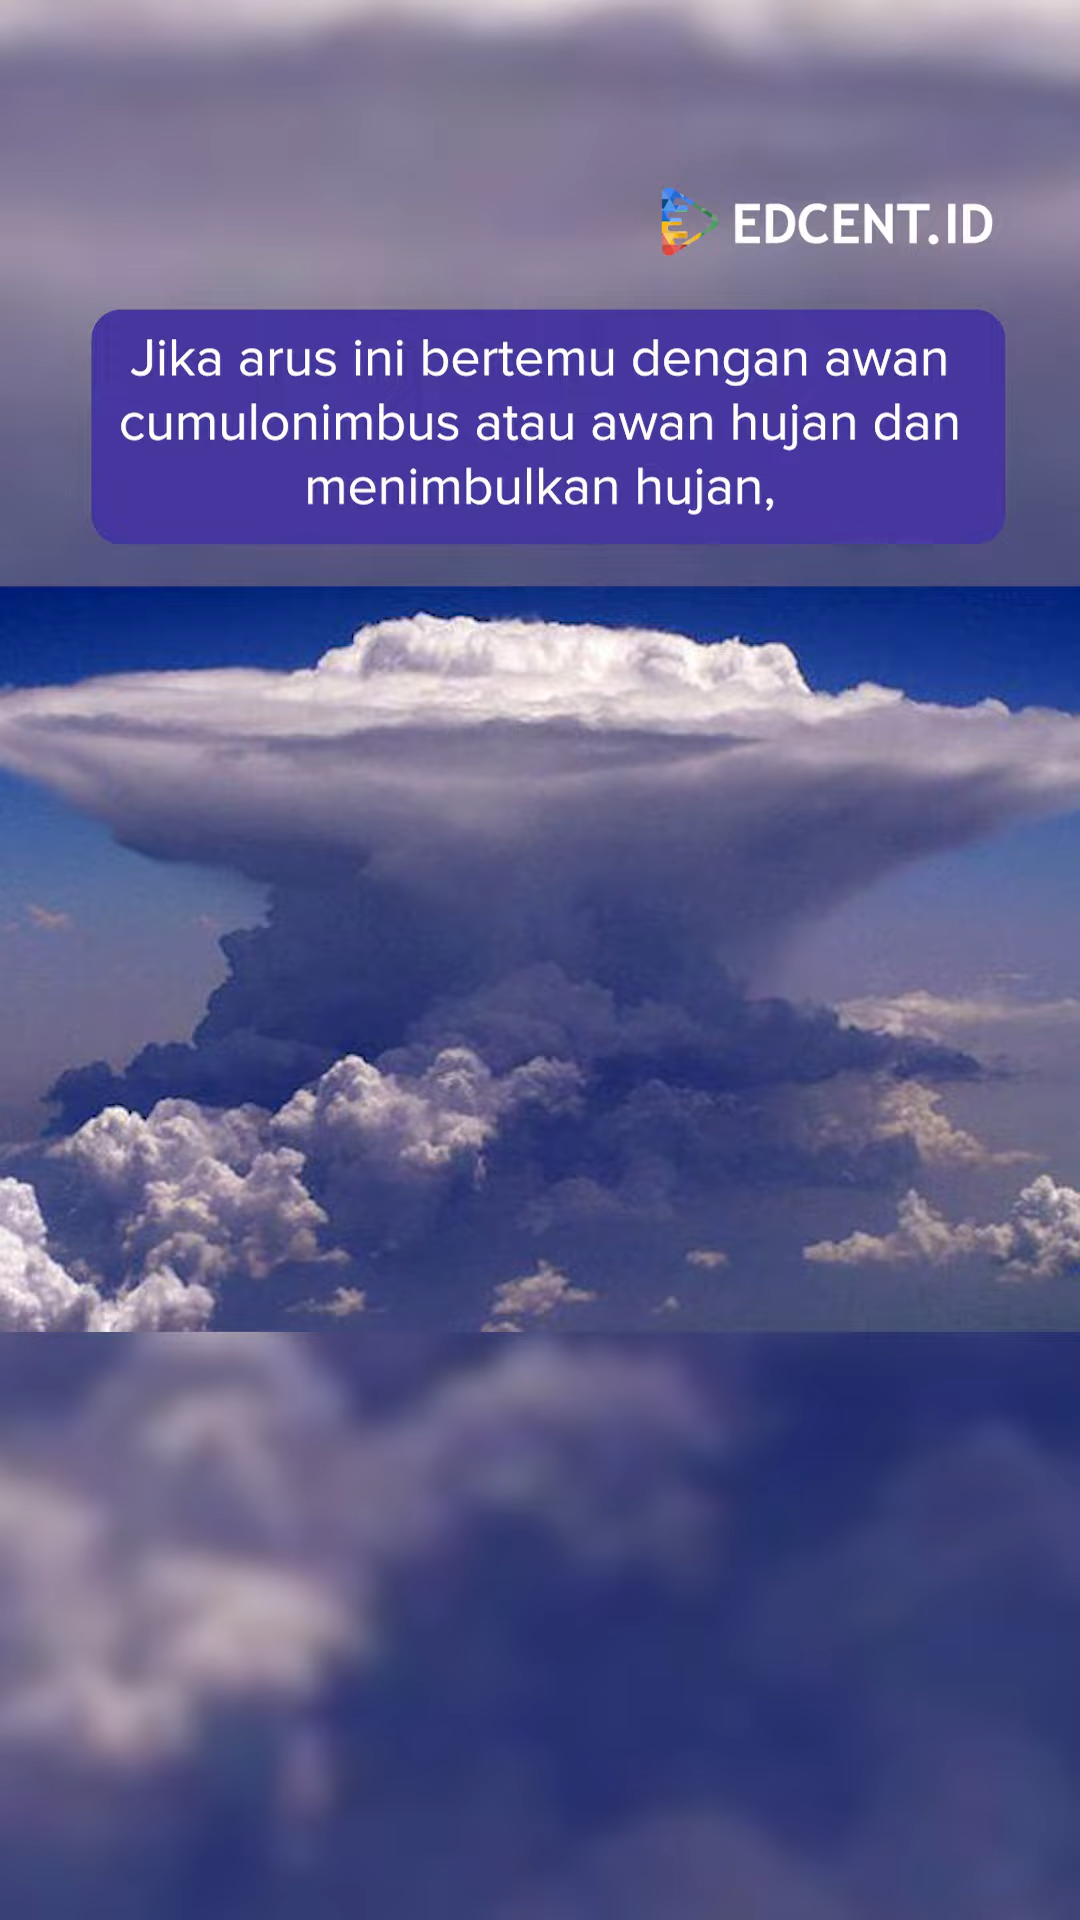 EDCENT.ID
Jika arus ini bertemu dengan awan
cumulonimbus atau awan hujan dan
menimbulkan hujan,